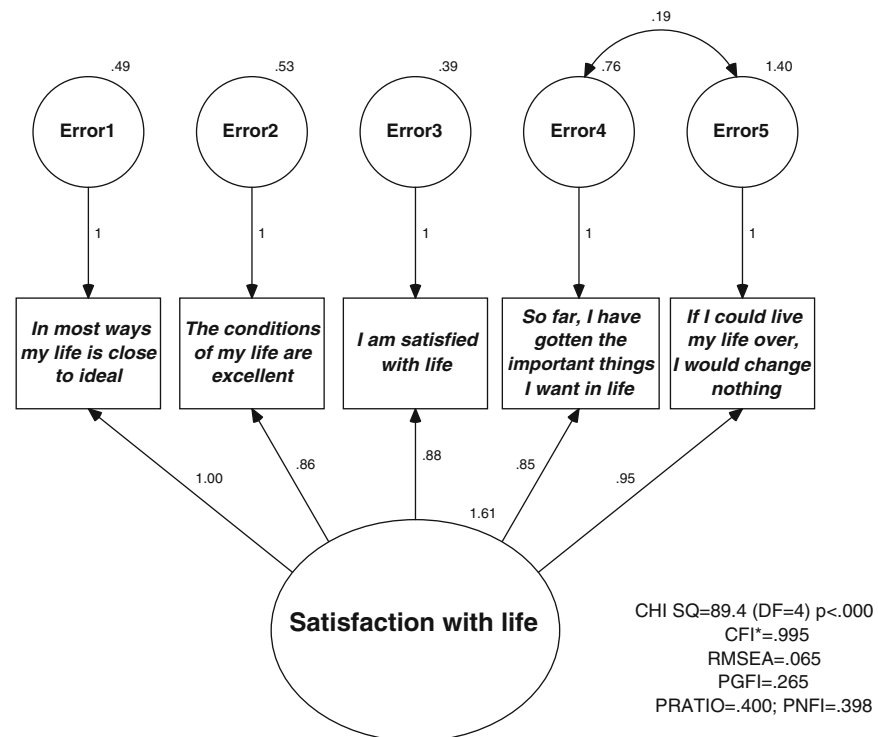 .19
.49
.53
.39
.76
1.40
Error1
Error2
Error3
Error4
Error5
1
1
1
1
1
In most ways
my life is close
to ideal
The conditions
of my life are
excellent
I am satisfied
with life
So far, I have
gotten the
important things
I want in life
If I could live
my life over,
I would change
nothing
1.00
.86
.88
.85
.95
1.61
Satisfaction with life
CHI SQ=89.4 (DF=4) p<.000
CFI*=.995
RMSEA=.065
PGFI=.265
PRATIO=.400; PNFI=.398